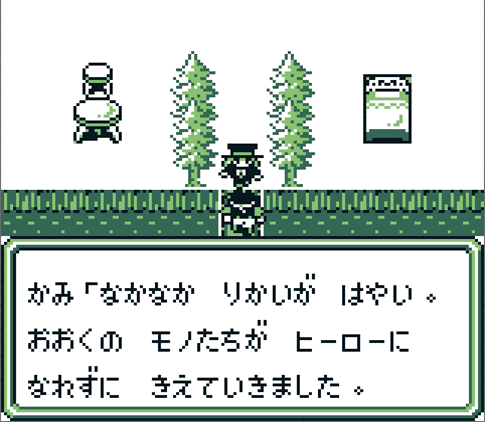 かみ「なかなか　りかいが　はやい。
おおくの　モノたちが　ヒーローに
なれずに　きえていきました。